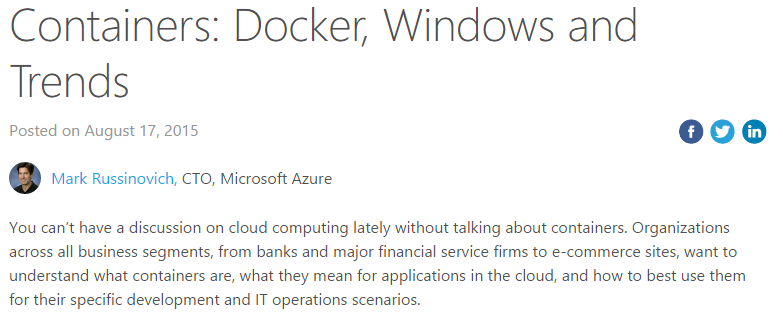 Containers: Docker, Windows and
Trends
Posted on August 17, 2015
f in
Mark Russinovich, CTO, Microsoft Azure
You can’t have a discussion on cloud computing lately without talking about containers. Organizations
across all business segments, from banks and major financial service firms to e-commerce sites, want to
understand what containers are, what they mean for applications in the cloud, and how to best use them
for their specific development and IT operations scenarios.